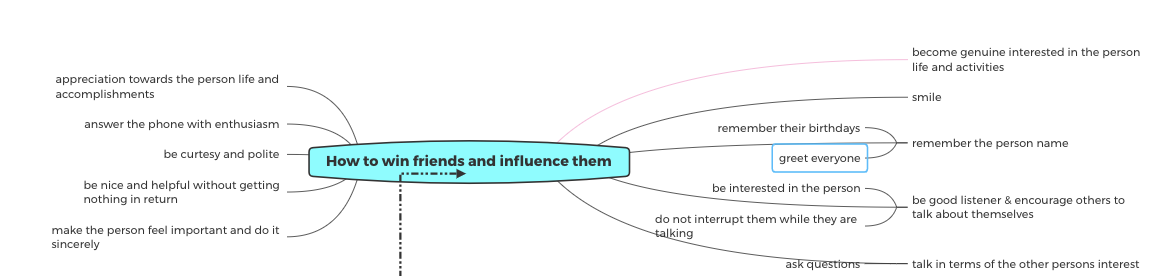 appreciation towards the person life and
accomplishments
answer the phone with enthusiasm
be curtesy and polite
be nice and helpful without getting
nothing in return
make the person feel important and do it
sincerely
How to win friends and influence them
become genuine interested in the person
life and activities
smile
remember their birthdays
greet everyone
remember the person name
be interested in the person
do not interrupt them while they are
talking
be good listener & encourage others to
talk about themselves
ask questions
talk in terms of the other persons interest